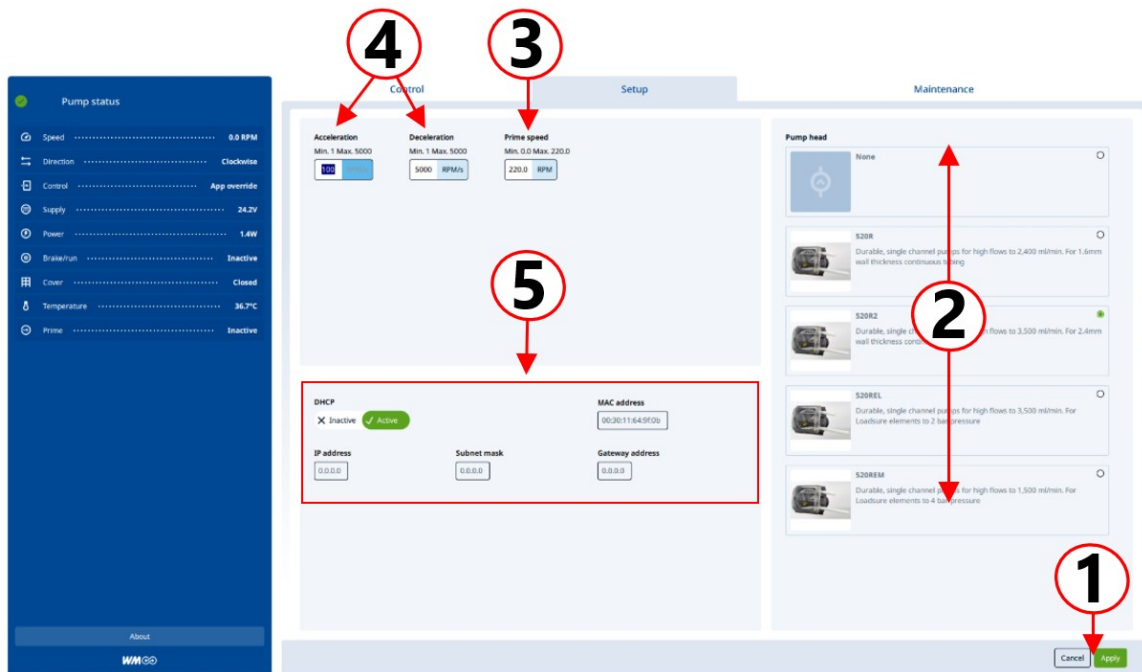 4
3
Control
Setup
Maintenance
Pump status
Speed 0.0 RPM
Direction Clockwise
Control App override
Supply 24.2V
Power 1.4W
Brake/run Inactive
Cover Closed
Temperature 36.7°C
Prime Inactive
About
WM
Acceleration
Min. 1 Max. 5000
100
Deceleration
Min. 1 Max. 5000
5000 RPM/s
Prime speed
Min. 0.0 Max. 220.0
220.0 RPM
5
DHCP
Inactive Active
MAC address
00:30:11:64:9f:0b
IP address
0.0.0.0
Subnet mask
0.0.0.0
Gateway address
0.0.0.0
Pump head
None
520R
Durable, single channel pumps for high flows to 2,400 ml/min. For 1.6mm
wall thickness continuous tubing
520R2
Durable, single high flows to 3,500 ml/min. For 2.4mm
wall thickness
2
520REL
Durable, single channel pumps for high flows to 3,500 ml/min. For
Loadsure elements to 2 bar pressure
520REM
Durable, single channel pumps for high flows to 1,500 ml/min. For
Loadsure elements to 4 bar pressure
1
Cancel Apply